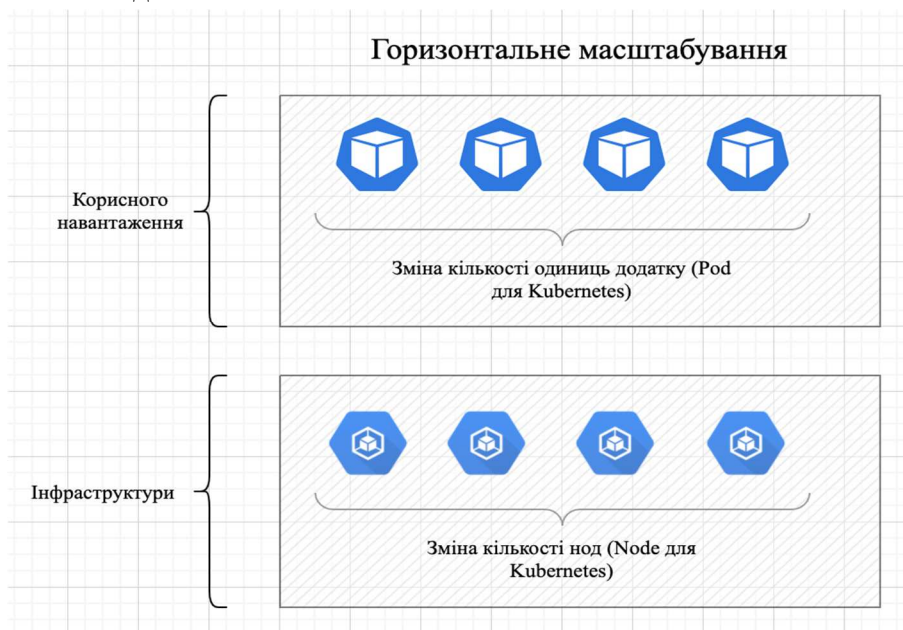 Горизонтальне масштабування
Корисного
навантаження
Зміна кількості одиниць додатку (Pod
для Kubernetes)
Інфраструктури
Зміна кількості нод (Node для
Kubernetes)